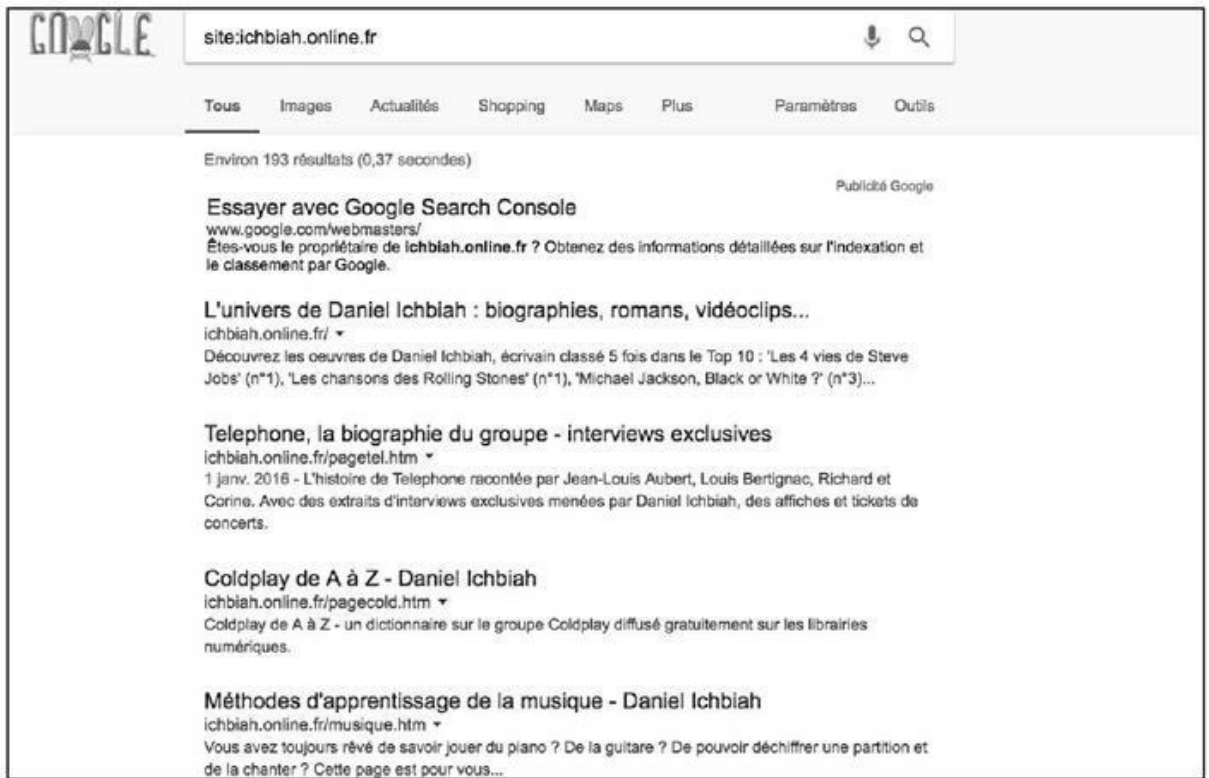 GOOGLE
site:ichbiah.online.fr
Tous Images Actualités Shopping Maps Plus Paramètres Outils
Environ 193 résultats (0,37 secondes)
Publicité Google
Essayer avec Google Search Console
www.google.com/webmasters/
Êtes-vous le propriétaire de ichbiah.online.fr ? Obtenez des informations détaillées sur l'indexation et
le classement par Google.
L'univers de Daniel Ichbiah : biographies, romans, vidéoclips...
ichbiah.online.fr/
Découvrez les oeuvres de Daniel Ichbiah, écrivain classé 5 fois dans le Top 10 : 'Les 4 vies de Steve
Jobs' (n°1), 'Les chansons des Rolling Stones' (n°1), 'Michael Jackson, Black or White ?' (n°3)...
Telephone, la biographie du groupe - interviews exclusives
ichbiah.online.fr/pagetel.htm
1 janv. 2016 - L'histoire de Telephone racontée par Jean-Louis Aubert, Louis Bertignac, Richard et
Corine. Avec des extraits d'interviews exclusives menées par Daniel Ichbiah, des affiches et tickets de
concerts.
Coldplay de A à Z - Daniel Ichbiah
ichbiah.online.fr/pagecold.htm
Coldplay de A à Z - un dictionnaire sur le groupe Coldplay diffusé gratuitement sur les librairies
numériques.
Méthodes d'apprentissage de la musique - Daniel Ichbiah
ichbiah.online.fr/musique.htm
Vous avez toujours rêvé de savoir jouer du piano ? De la guitare ? De pouvoir déchiffrer une partition et
de la chanter ? Cette page est pour vous...